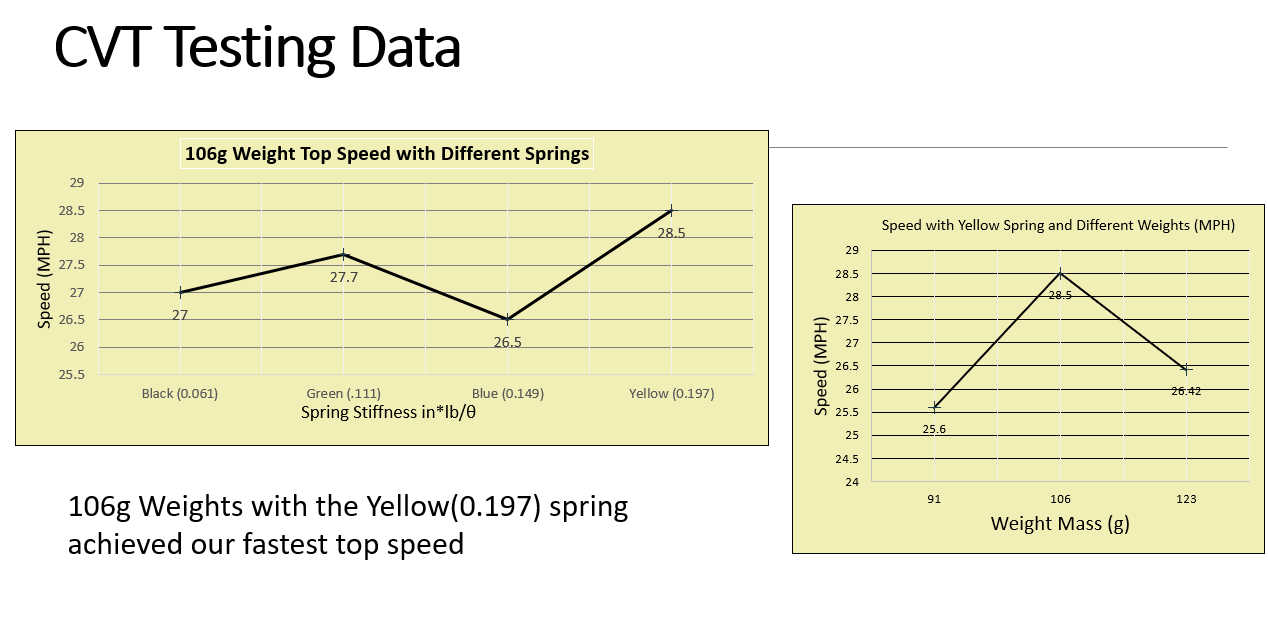 CVT Testing Data
106g Weight Top Speed with Different Springs
29
28.5
28
27.5
27
26.5
26
25.5
Speed (MPH)
27
27.7
26.5
28.5
Black (0.061) Green (.111) Blue (0.149) Yellow (0.197)
Spring Stiffness in*lb/θ
Speed with Yellow Spring and Different Weights (MPH)
29
28.5
28
27.5
27
26.5
26
25.5
25
24.5
24
Speed (MPH)
25.6
28.5
26.42
91 106 123
Weight Mass (g)
106g Weights with the Yellow(0.197) spring
achieved our fastest top speed